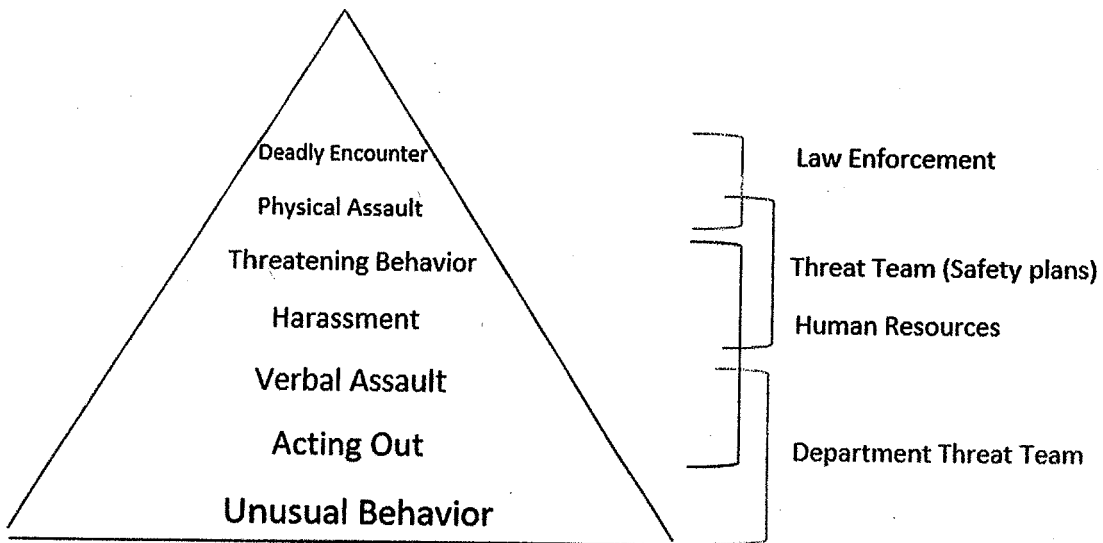 Deadly Encounter
Physical Assault
Threatening Behavior
Harassment
Verbal Assault
Acting Out
Unusual Behavior
Law Enforcement
Threat Team (Safety plans)
Human Resources
Department Threat Team